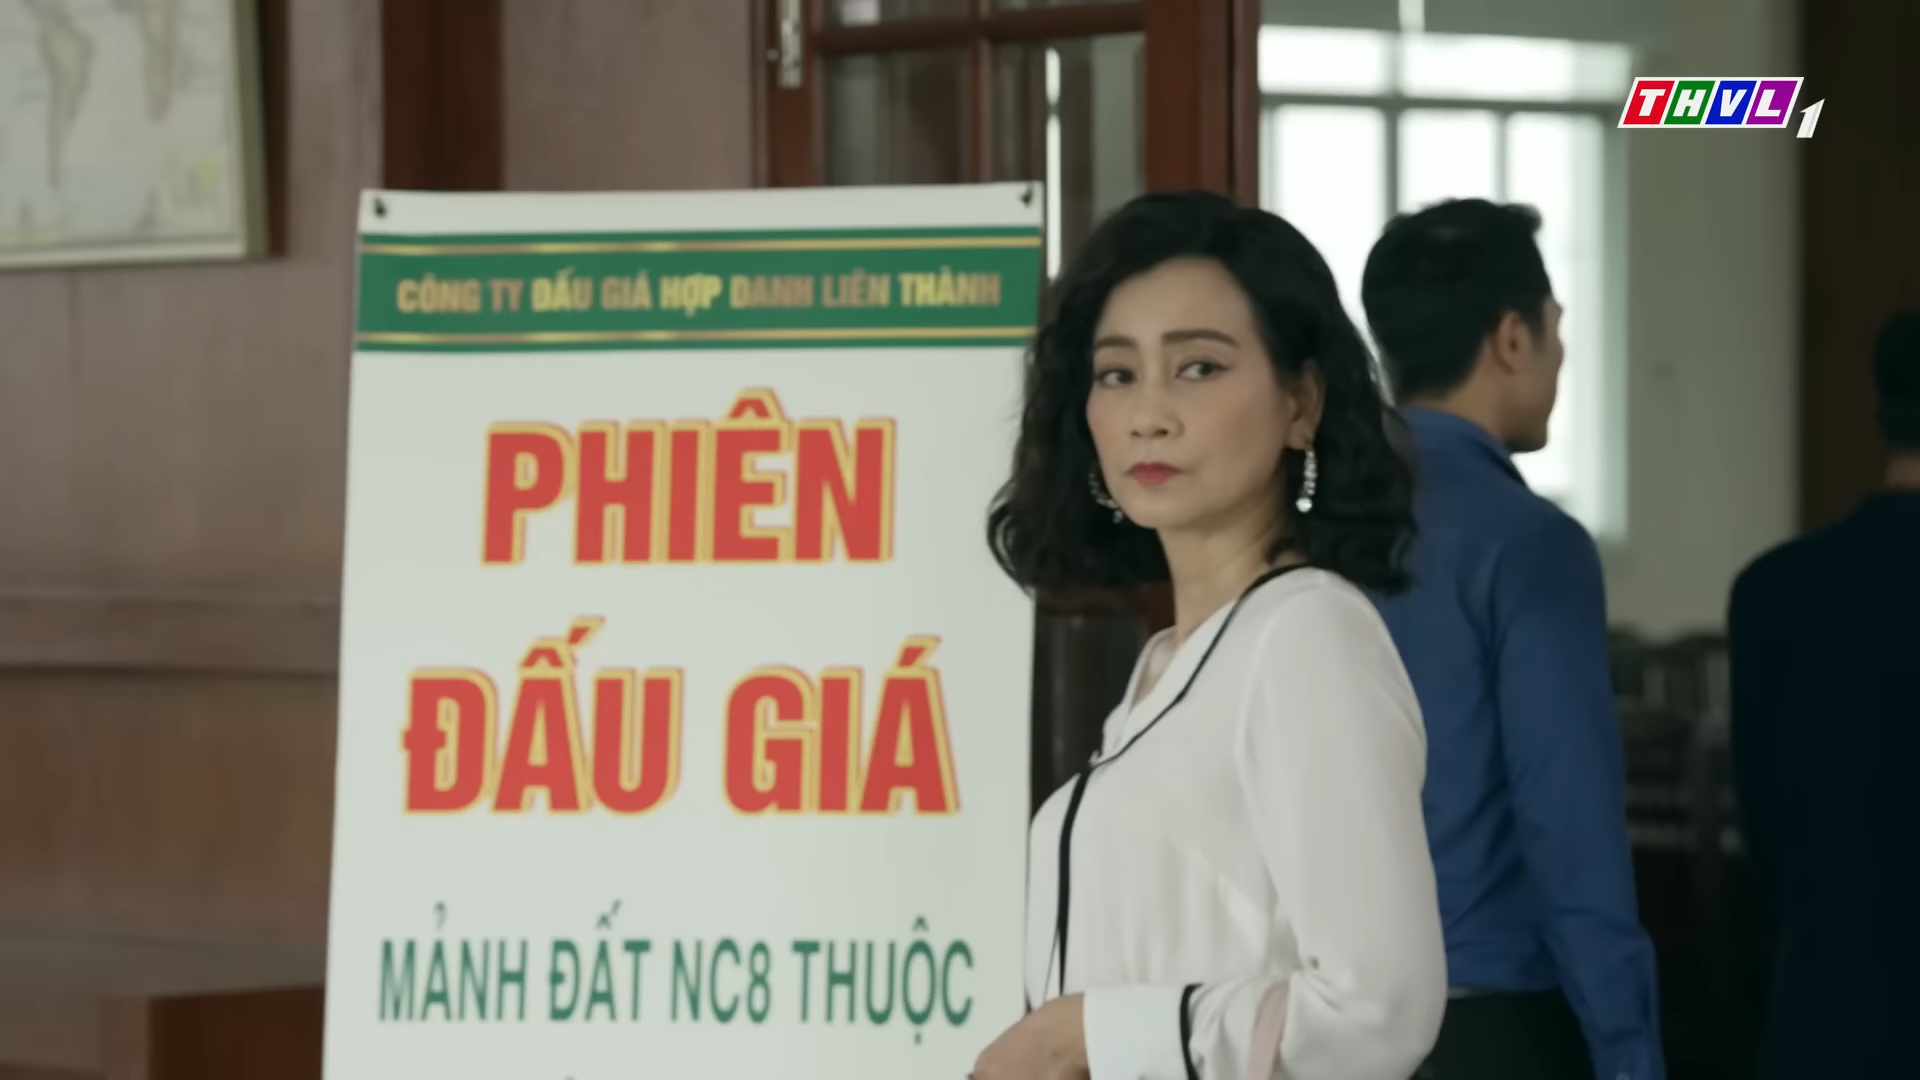 THVL1
CÔNG TY ĐẤU GIÁ HỢP DANH LIÊN THÀNH
PHIÊN
ĐẤU GIÁ
MẢNH ĐẤT NC8 THUỘC